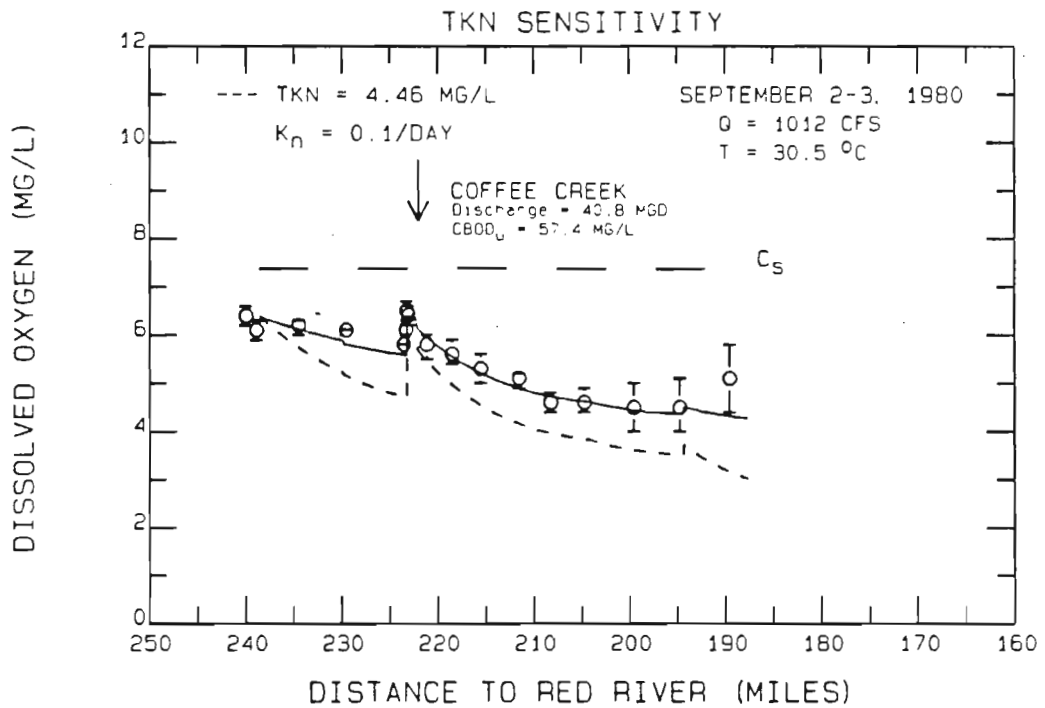 TKN SENSITIVITY
--- TKN = 4.46 MG/L
Kn = 0.1/DAY
SEPTEMBER 2-3, 1980
Q = 1012 CFS
T = 30.5 °C
COFFEE CREEK
Discharge = 40.8 MGD
CBODu = 57.4 MG/L
Cs
DISSOLVED OXYGEN (MG/L)
12
10
8
6
4
2
0
250 240 230 220 210 200 190 180 170 160
DISTANCE TO RED RIVER (MILES)